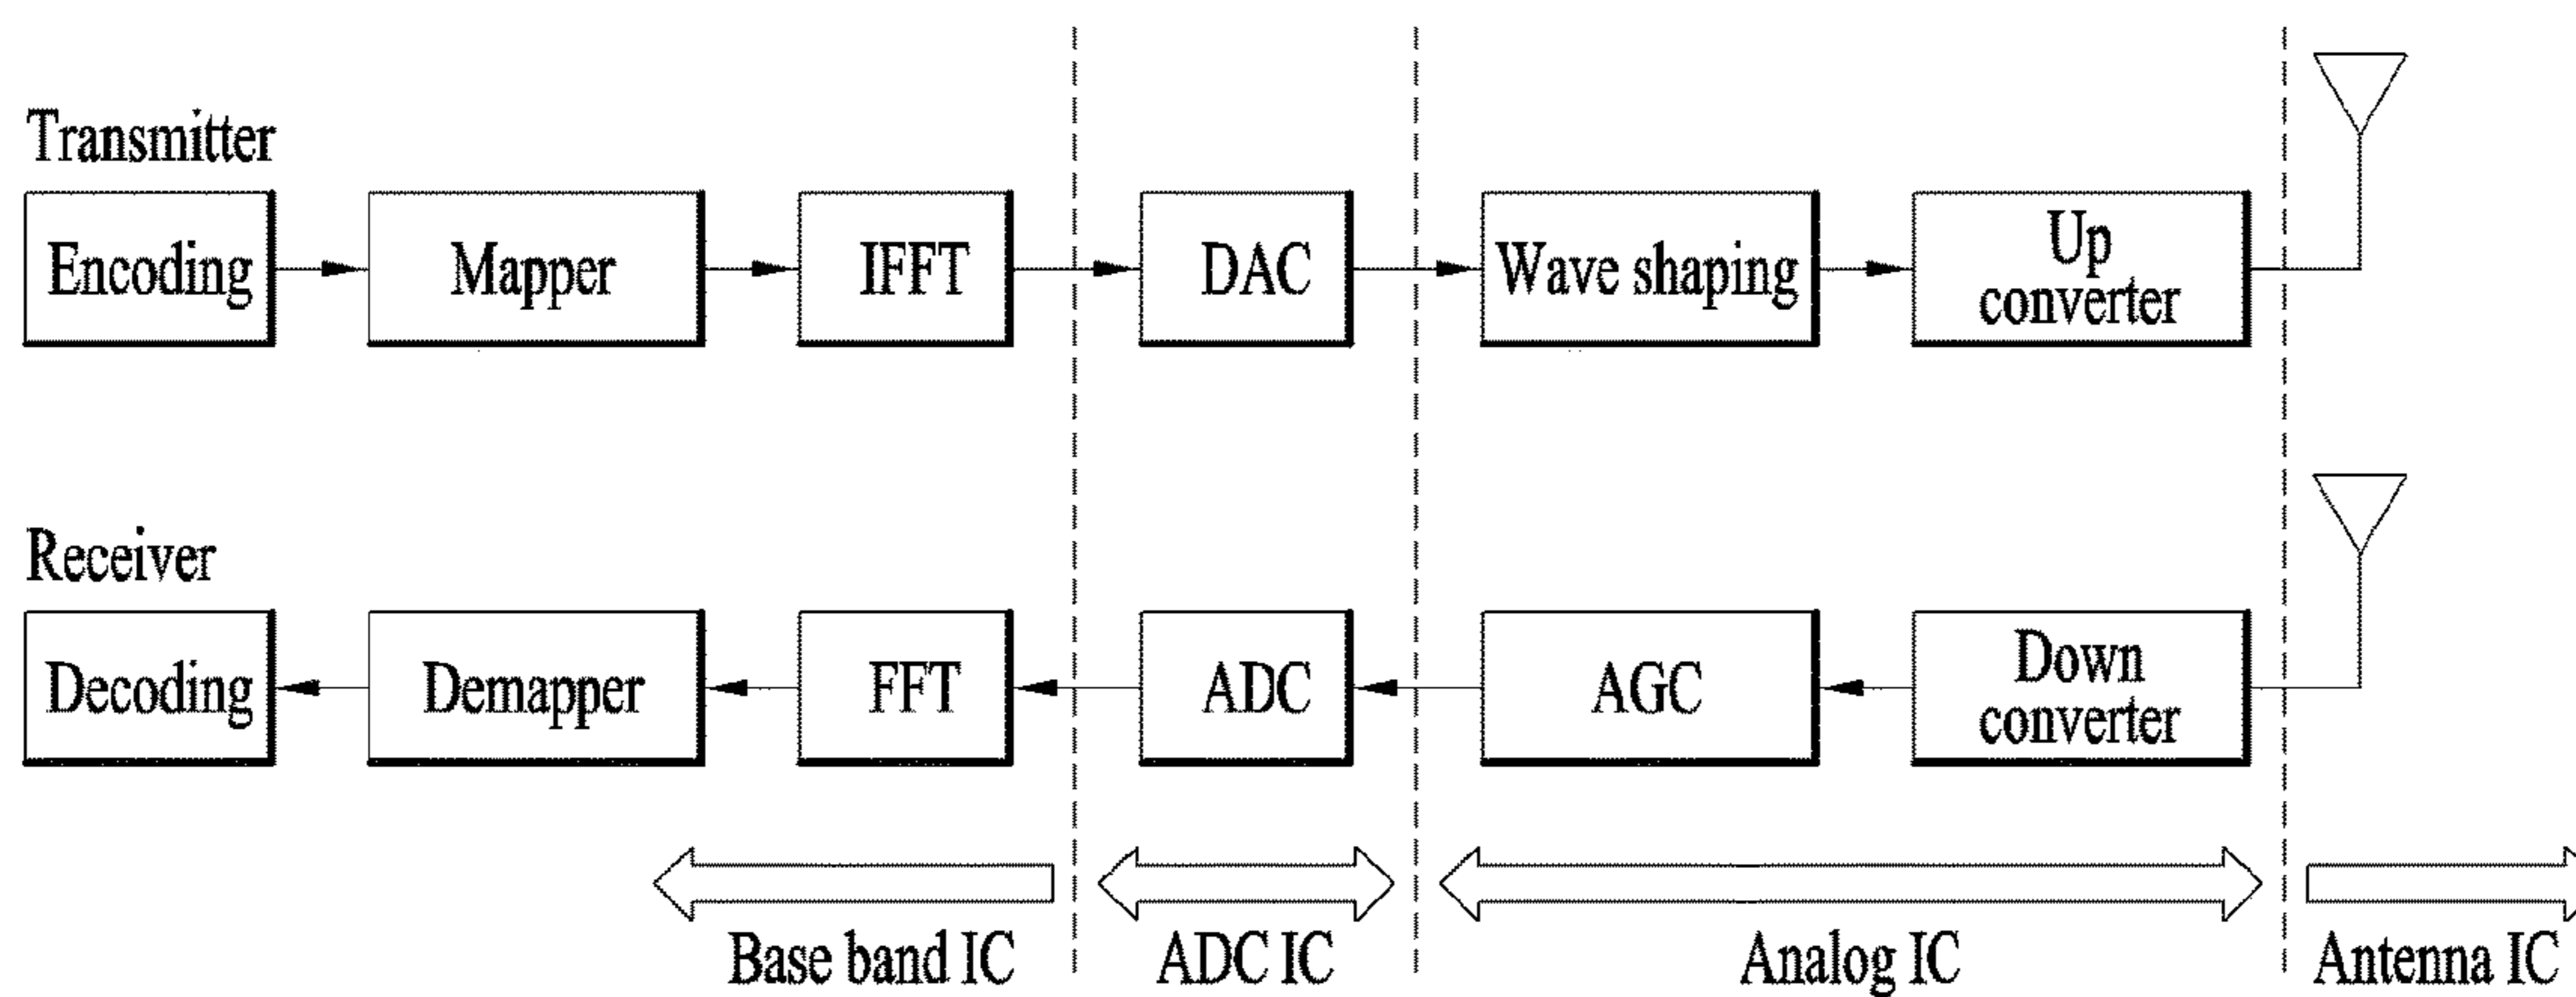 Transmitter
Encoding
Mapper
IFFT
DAC
Wave shaping
Up
converter
Receiver
Decoding
Demapper
FFT
ADC
AGC
Down
converter
Base band IC
ADC IC
Analog IC
Antenna IC